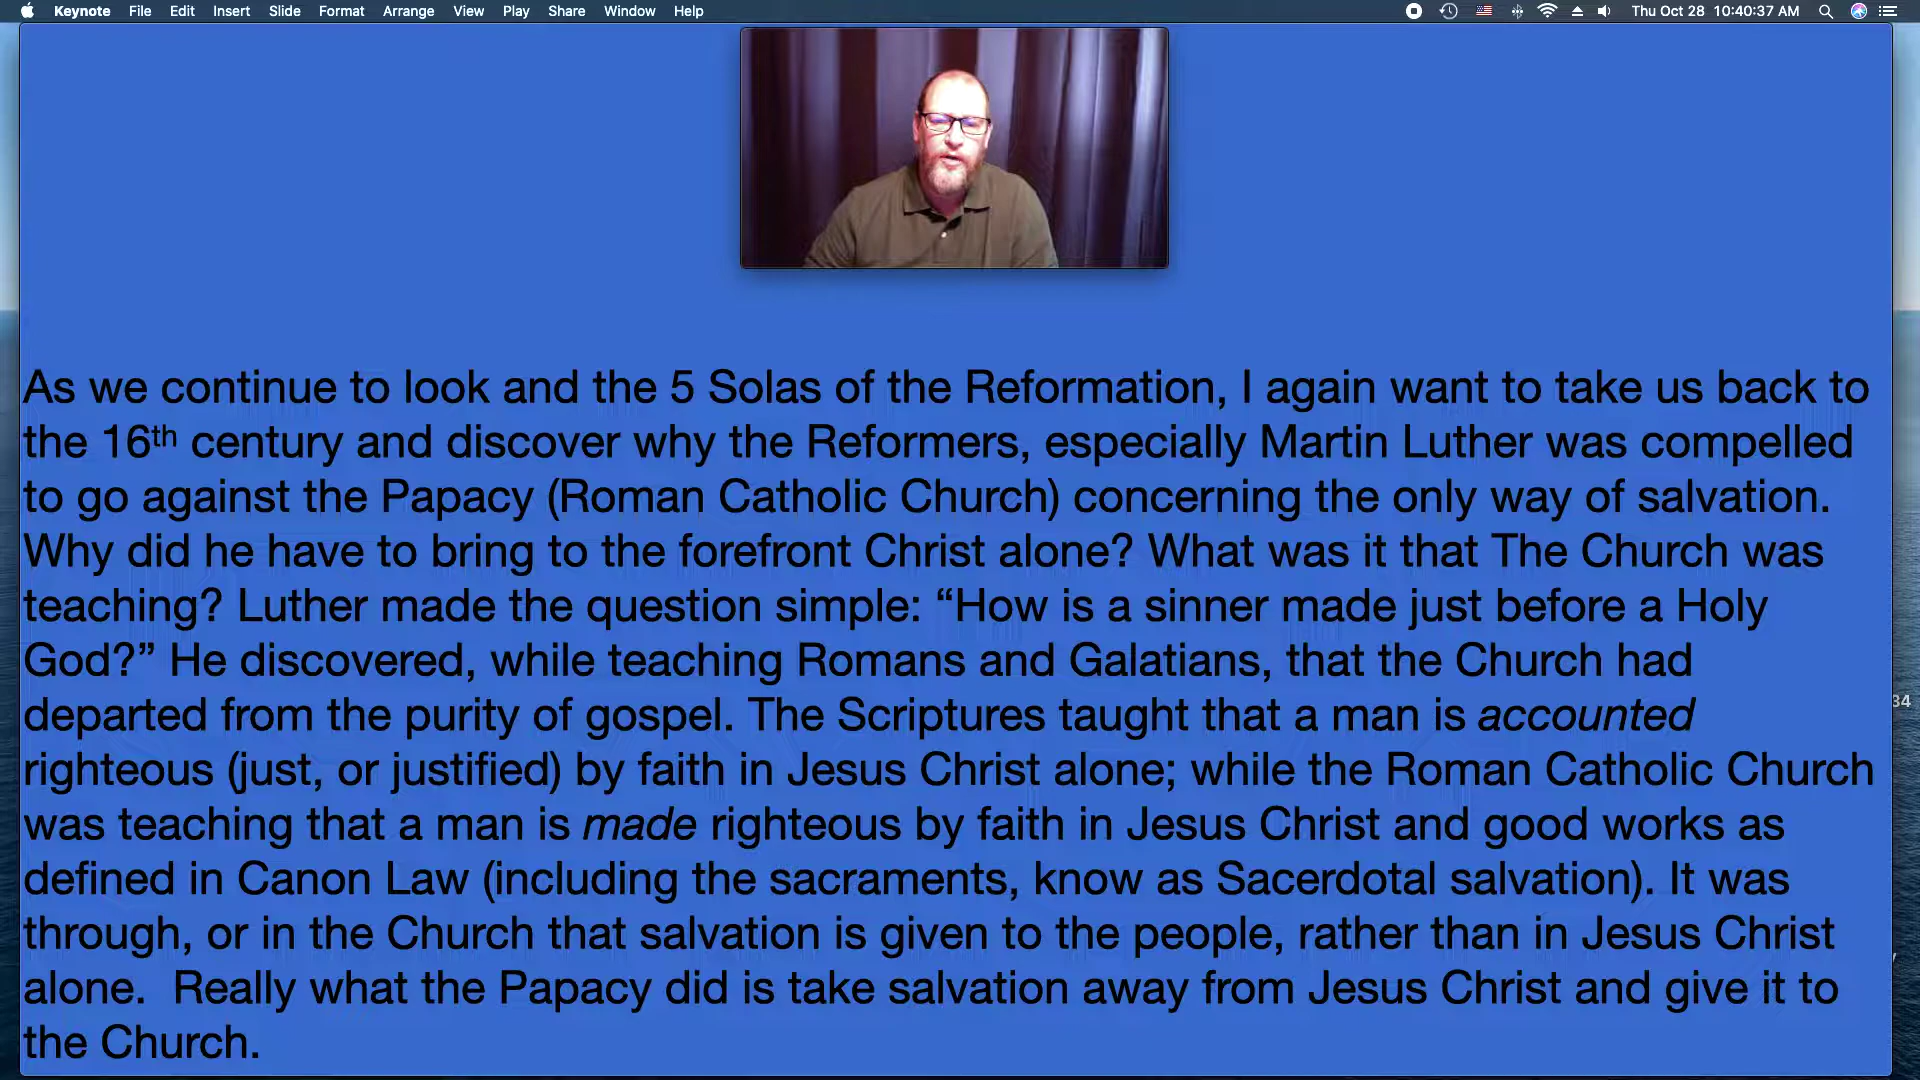 Keynote File Edit Insert Slide Format Arrange View Play Share Window Help Thu Oct 28 10:40:37 AM
As we continue to look and the 5 Solas of the Reformation, I again want to take us back to
the 16th century and discover why the Reformers, especially Martin Luther was compelled
to go against the Papacy (Roman Catholic Church) concerning the only way of salvation.
Why did he have to bring to the forefront Christ alone? What was it that The Church was
teaching? Luther made the question simple: “How is a sinner made just before a Holy
God?” He discovered, while teaching Romans and Galatians, that the Church had
departed from the purity of gospel. The Scriptures taught that a man is accounted
righteous (just, or justified) by faith in Jesus Christ alone; while the Roman Catholic Church
was teaching that a man is made righteous by faith in Jesus Christ and good works as
defined in Canon Law (including the sacraments, know as Sacerdotal salvation). It was
through, or in the Church that salvation is given to the people, rather than in Jesus Christ
alone.  Really what the Papacy did is take salvation away from Jesus Christ and give it to
the Church.
34